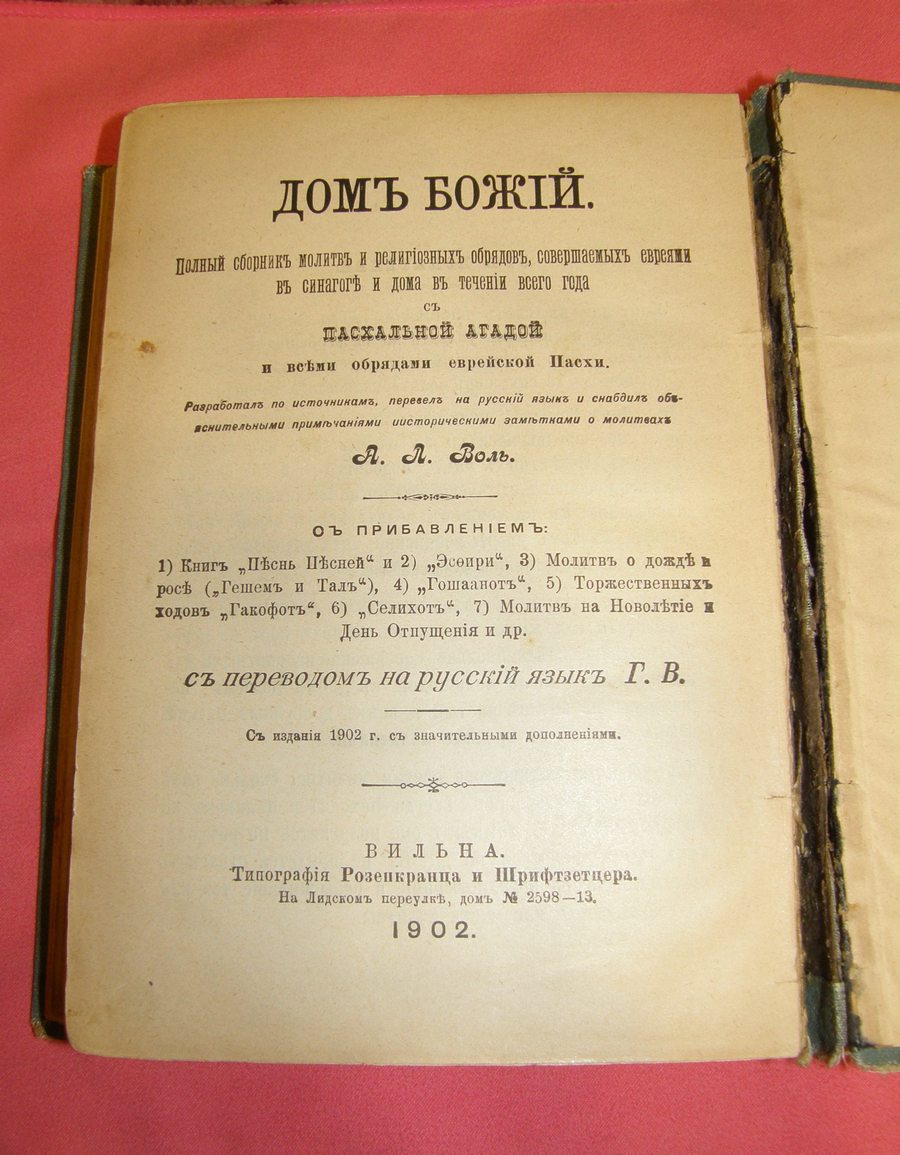 ДОМЪ БОЖІЙ.
Полный сборникъ молитвъ и религіозныхъ обрядовъ, совершаемыхъ евреями
въ синагогѣ и дома въ теченіи всего года
съ
ПАСХАЛЬНОЙ АГАДОЙ
и всѣми обрядами еврейской Пасхи.
Разработалъ по источникамъ, перевелъ на русскій языкъ и снабдилъ объ-
яснительными примѣчаніями иисторическими замѣтками о молитвахъ
А. Л. Воль.
СЪ ПРИБАВЛЕНІЕМЪ:
1) Книгъ „Пѣснь Пѣсней“ и 2) „Эсѳири“, 3) Молитвъ о дождѣ и
росѣ („Гешемъ и Талъ“), 4) „Гошаанотъ“, 5) Торжественныхъ
ходовъ „Гакофотъ“, 6) „Селихотъ“, 7) Молитвъ на Новолѣтіе и
День Отпущенія и др.
съ переводомъ на русскій языкъ Г. В.
Съ изданія 1902 г. съ значительными дополненіями.
ВИЛЬНА.
Типографія Розенкранца и Шрифтзетцера.
На Лидскомъ переулкѣ, домъ № 2598—13.
1902.